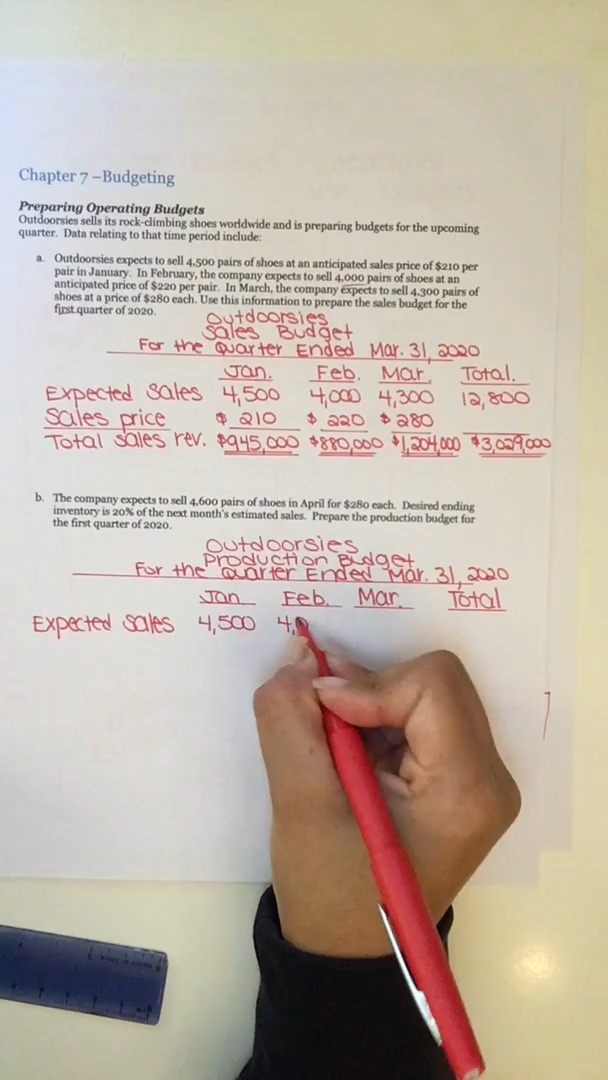 Chapter 7 –Budgeting
Preparing Operating Budgets
Outdoorsies sells its rock-climbing shoes worldwide and is preparing budgets for the upcoming
quarter. Data relating to that time period include:
a. Outdoorsies expects to sell 4,500 pairs of shoes at an anticipated sales price of $210 per
pair in January. In February, the company expects to sell 4,000 pairs of shoes at an
anticipated price of $220 per pair. In March, the company expects to sell 4,300 pairs of
shoes at a price of $280 each. Use this information to prepare the sales budget for the
first quarter of 2020.
Outdoorsies
Sales Budget
For the Quarter Ended Mar. 31, 2020
Jan. Feb. Mar. Total.
Expected Sales 4,500 4,000 4,300 12,800
Sales price $ 210 $ 220 $ 280
Total sales rev. $945,000 $880,000 $1,204,000 $3,029,000
b. The company expects to sell 4,600 pairs of shoes in April for $280 each. Desired ending
inventory is 20% of the next month's estimated sales. Prepare the production budget for
the first quarter of 2020.
Outdoorsies
Production Budget
For the Quarter Ended Mar. 31, 2020
Jan Feb. Mar. Total
Expected Sales 4,500 4,0